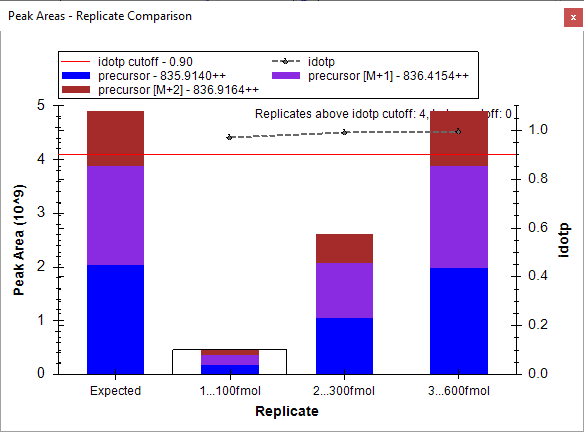 Peak Areas - Replicate Comparison
x
idotp cutoff - 0.90
idotp
precursor - 835.9140++
precursor [M+1] - 836.4154++
precursor [M+2] - 836.9164++
Replicates above idotp cutoff: 4, off: 0
Peak Area (10^9)
5
4
3
2
1
0
1.0
0.8
0.6
0.4
0.2
0.0
Idotp
Expected
1...100fmol
2...300fmol
3...600fmol
Replicate